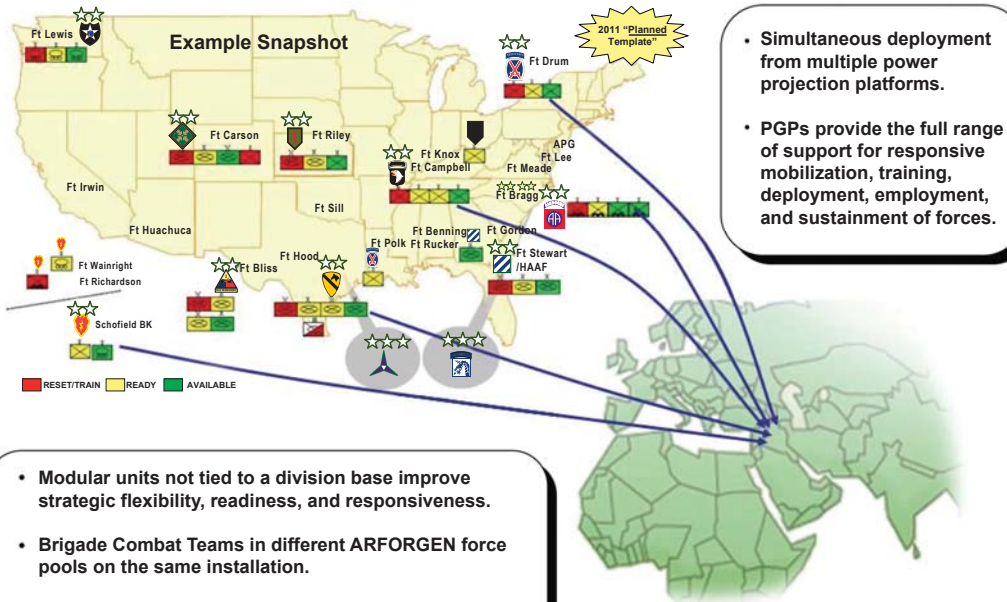 Example Snapshot
2011 “Planned
Template”
Ft Lewis
Ft Drum
Ft Carson
Ft Riley
Ft Knox
Ft Campbell
APG
Ft Lee
Ft Meade
Ft Bragg
AA
Ft Irwin
Ft Sill
Ft Huachuca
Ft Benning
Ft Gordon
Ft Rucker
Ft Polk
Ft Stewart
/HAAF
Ft Hood
Ft Bliss
Ft Wainright
Ft Richardson
Schofield BK
RESET/TRAIN
READY
AVAILABLE
• Simultaneous deployment
from multiple power
projection platforms.
• PGPs provide the full range
of support for responsive
mobilization, training,
deployment, employment,
and sustainment of forces.
• Modular units not tied to a division base improve
strategic flexibility, readiness, and responsiveness.
• Brigade Combat Teams in different ARFORGEN force
pools on the same installation.